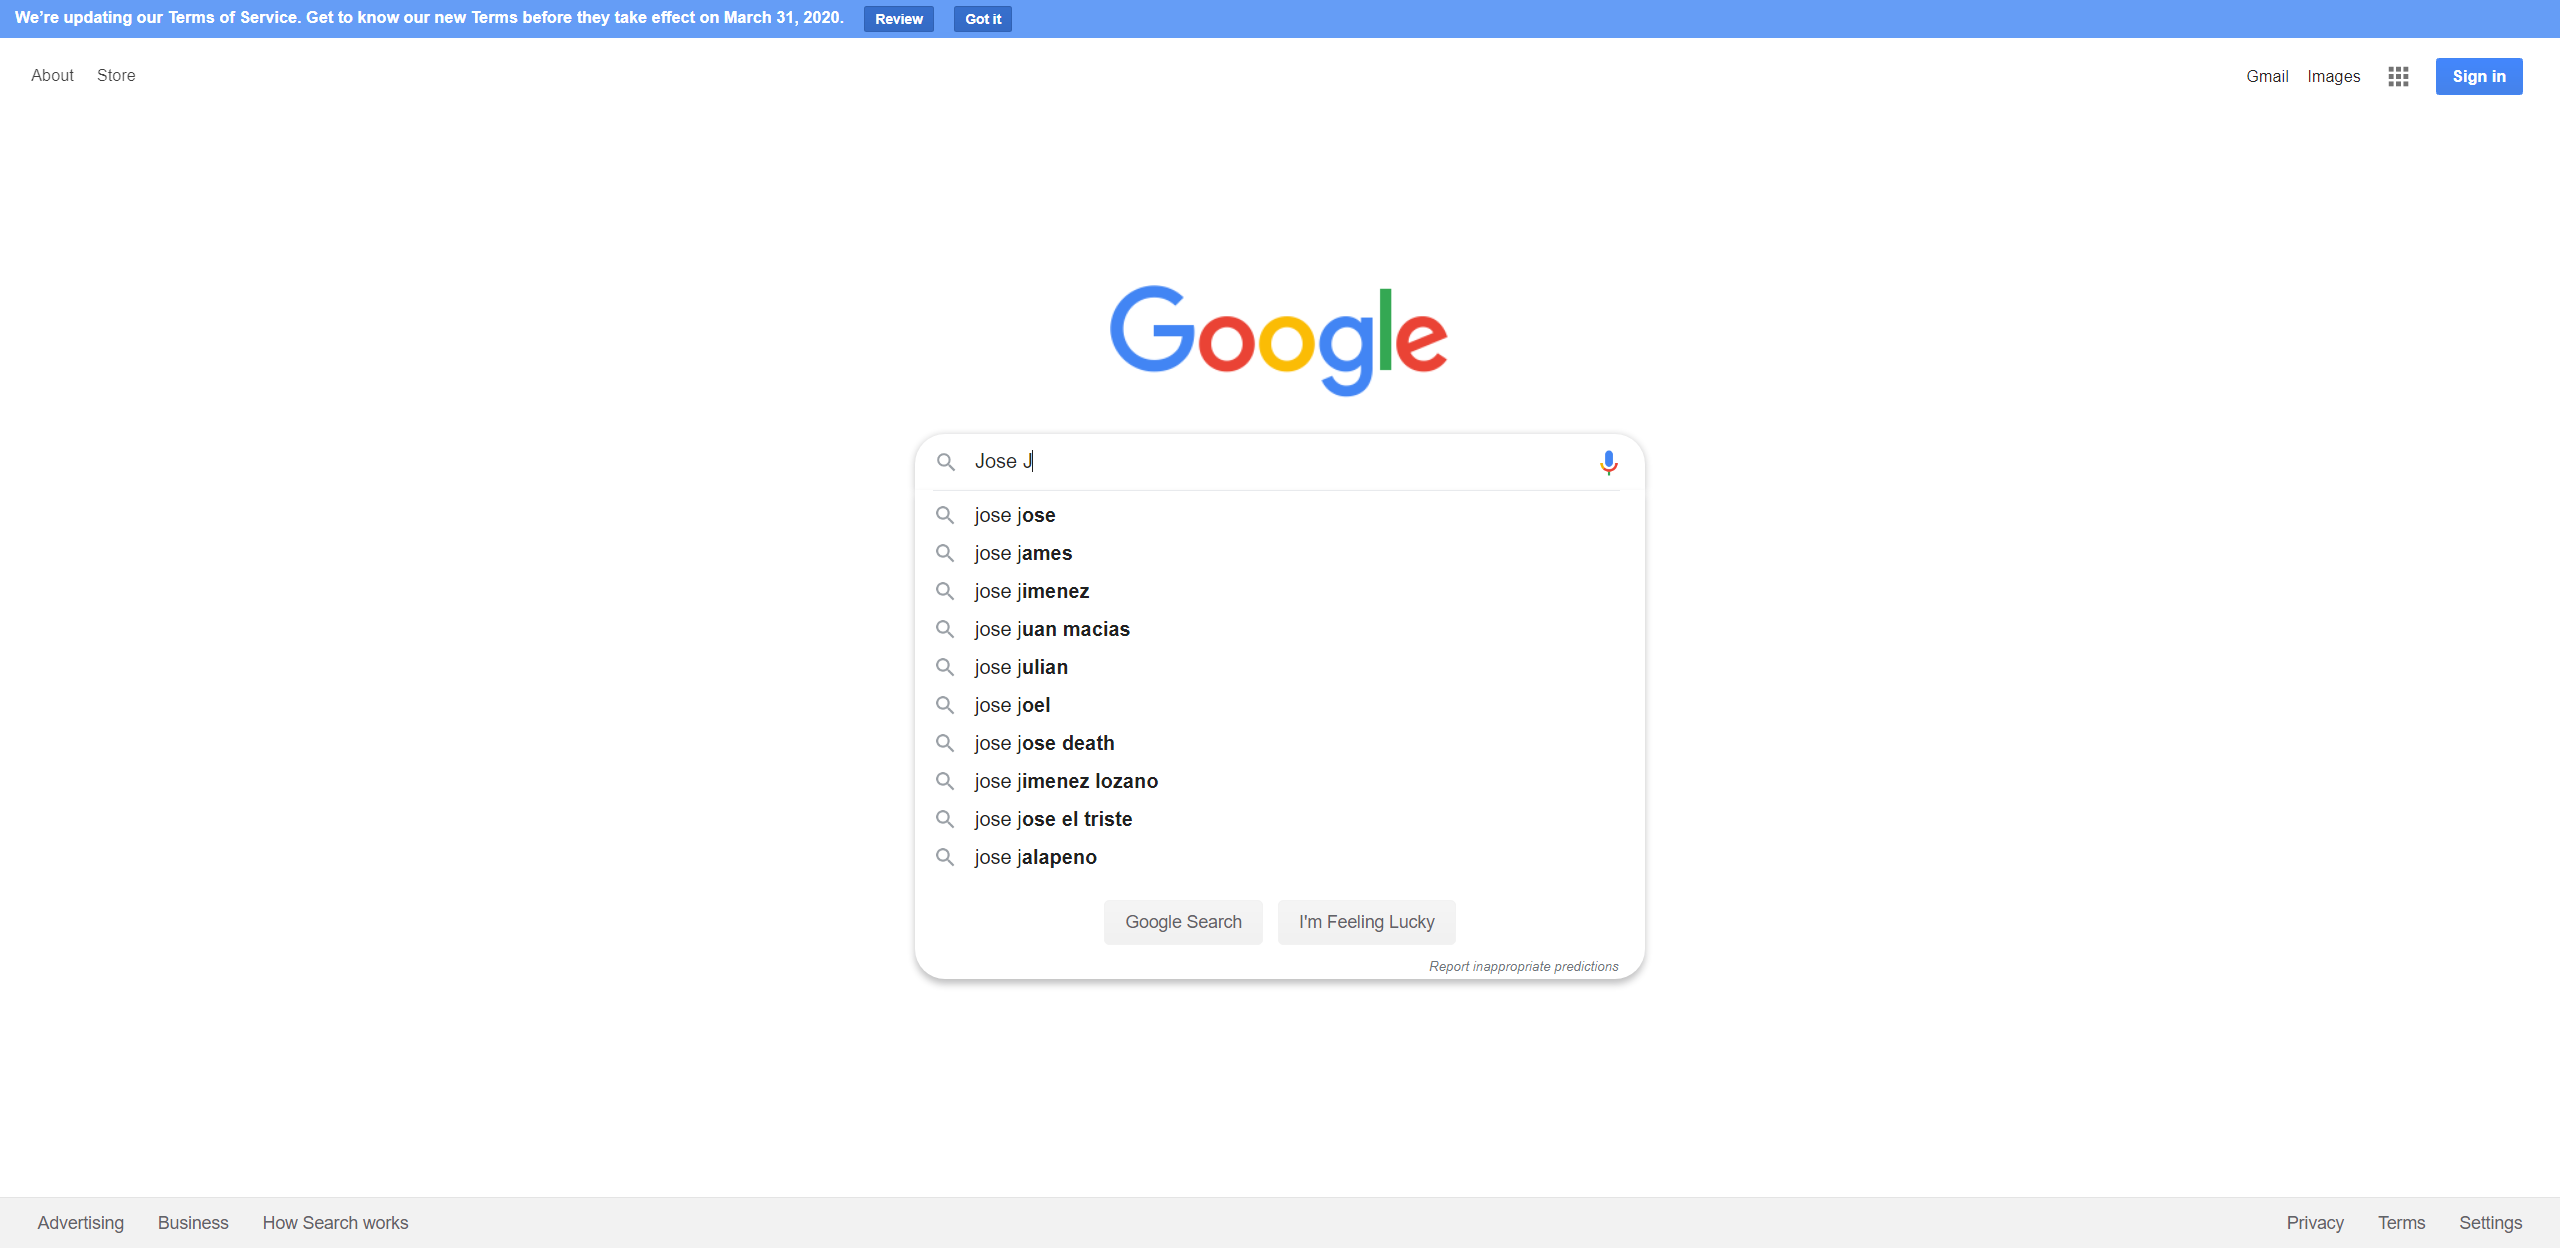 We're updating our Terms of Service. Get to know our new Terms before they take effect on March 31, 2020. Review Got it
About Store Gmail Images Sign in
Google
Jose J
jose jose
jose james
jose jimenez
jose juan macias
jose julian
jose joel
jose jose death
jose jimenez lozano
jose jose el triste
jose jalapeno
Google Search I'm Feeling Lucky
Report inappropriate predictions
Advertising Business How Search works Privacy Terms Settings